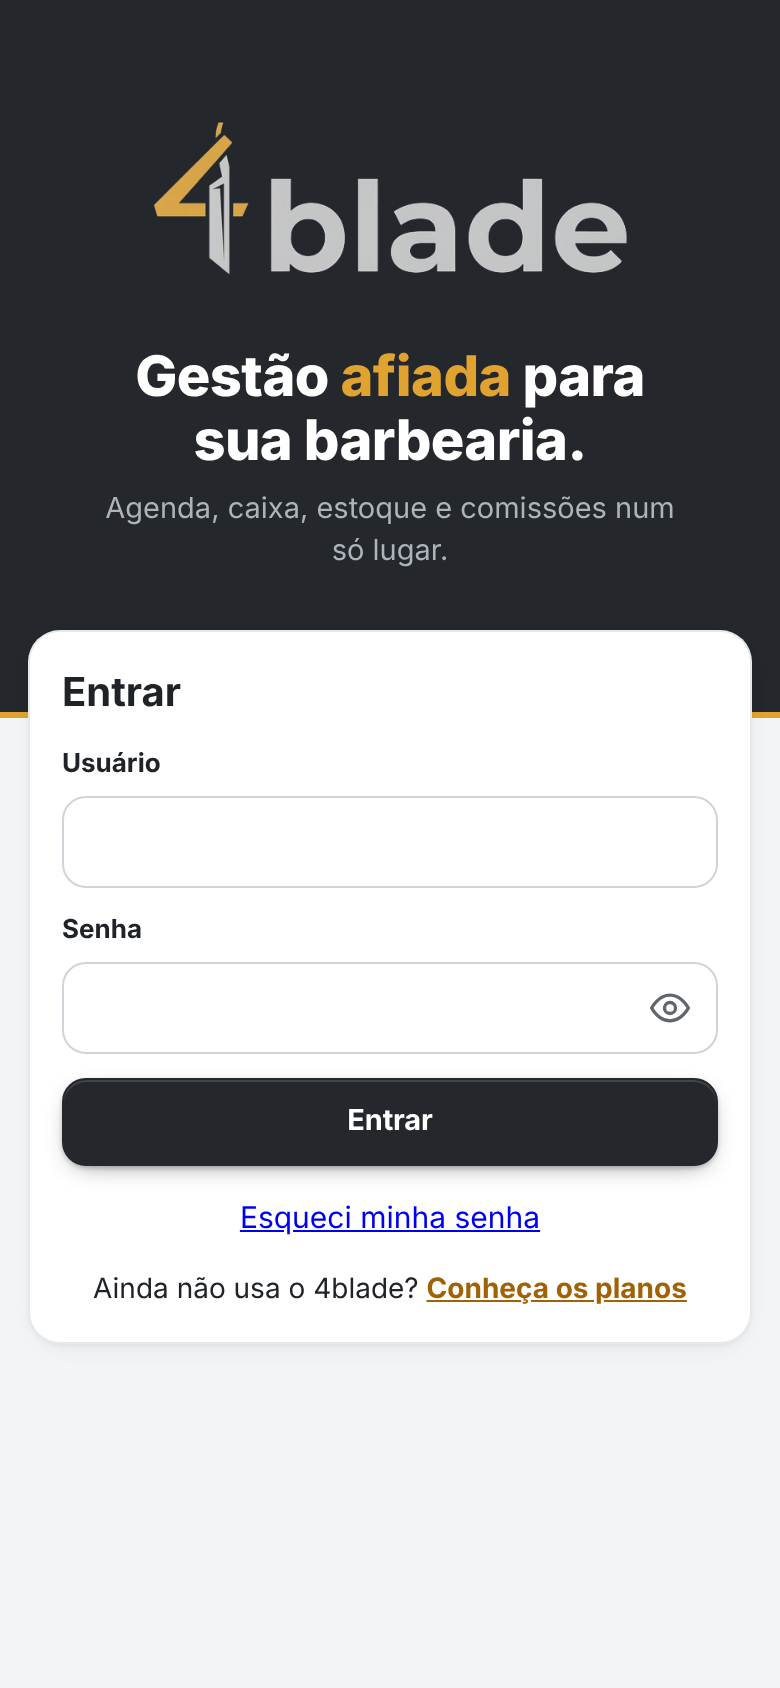 4blade
Gestão afiada para
sua barbearia.
Agenda, caixa, estoque e comissões num
só lugar.
Entrar
Usuário
Senha
Entrar
Esqueci minha senha
Ainda não usa o 4blade? Conheça os planos